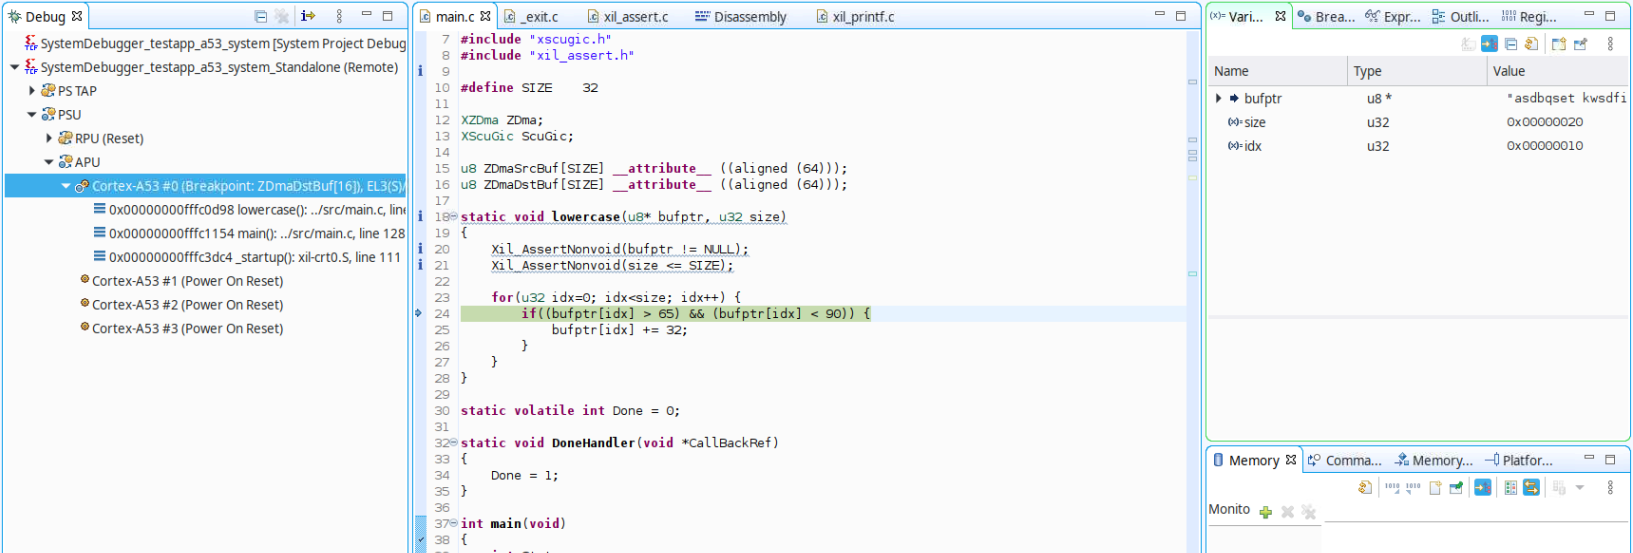 Debug
SystemDebugger_testapp_a53_system [System Project Debug
SystemDebugger_testapp_a53_system_Standalone (Remote)
PS TAP
PSU
RPU (Reset)
APU
Cortex-A53 #0 (Breakpoint: ZDmaDstBuf[16]), EL3(S)/
0x00000000fffc0d98 lowercase(): ../src/main.c, line
0x00000000fffc1154 main(): ../src/main.c, line 128
0x00000000fffc3dc4 _startup(): xil-crt0.S, line 111
Cortex-A53 #1 (Power On Reset)
Cortex-A53 #2 (Power On Reset)
Cortex-A53 #3 (Power On Reset)
main.c _exit.c xil_assert.c Disassembly xil_printf.c
7 #include "xscugic.h"
8 #include "xil_assert.h"
9
10 #define SIZE 32
11
12 XZDma ZDma;
13 XScuGic ScuGic;
14
15 u8 ZDmaSrcBuf[SIZE] __attribute__ ((aligned (64)));
16 u8 ZDmaDstBuf[SIZE] __attribute__ ((aligned (64)));
17
18 static void lowercase(u8* bufptr, u32 size)
19 {
20 Xil_AssertNonvoid(bufptr != NULL);
21 Xil_AssertNonvoid(size <= SIZE);
22
23 for(u32 idx=0; idx<size; idx++) {
24 if((bufptr[idx] > 65) && (bufptr[idx] < 90)) {
25 bufptr[idx] += 32;
26 }
27 }
28 }
29
30 static volatile int Done = 0;
31
32 static void DoneHandler(void *CallBackRef)
33 {
34 Done = 1;
35 }
36
37 int main(void)
38 {
(x)= Vari... Brea... Expr... Outli... Regi...
Name Type Value
bufptr u8 * "asdbqset kwsdfi
(x)= size u32 0x00000020
(x)= idx u32 0x00000010
Memory Comma... Memory... Platfor...
Monito